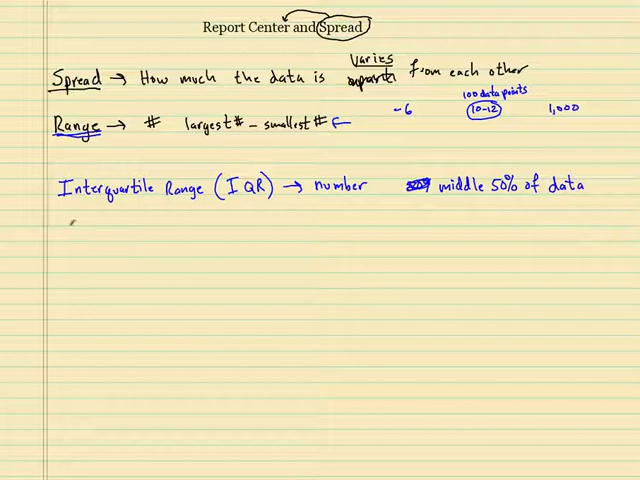 Report Center and Spread
Spread → How much the data is varies from each other
100 data points
Range → # largest# - smallest# ← -6 10-12 1,000
Interquartile Range (IQR) → number middle 50% of data